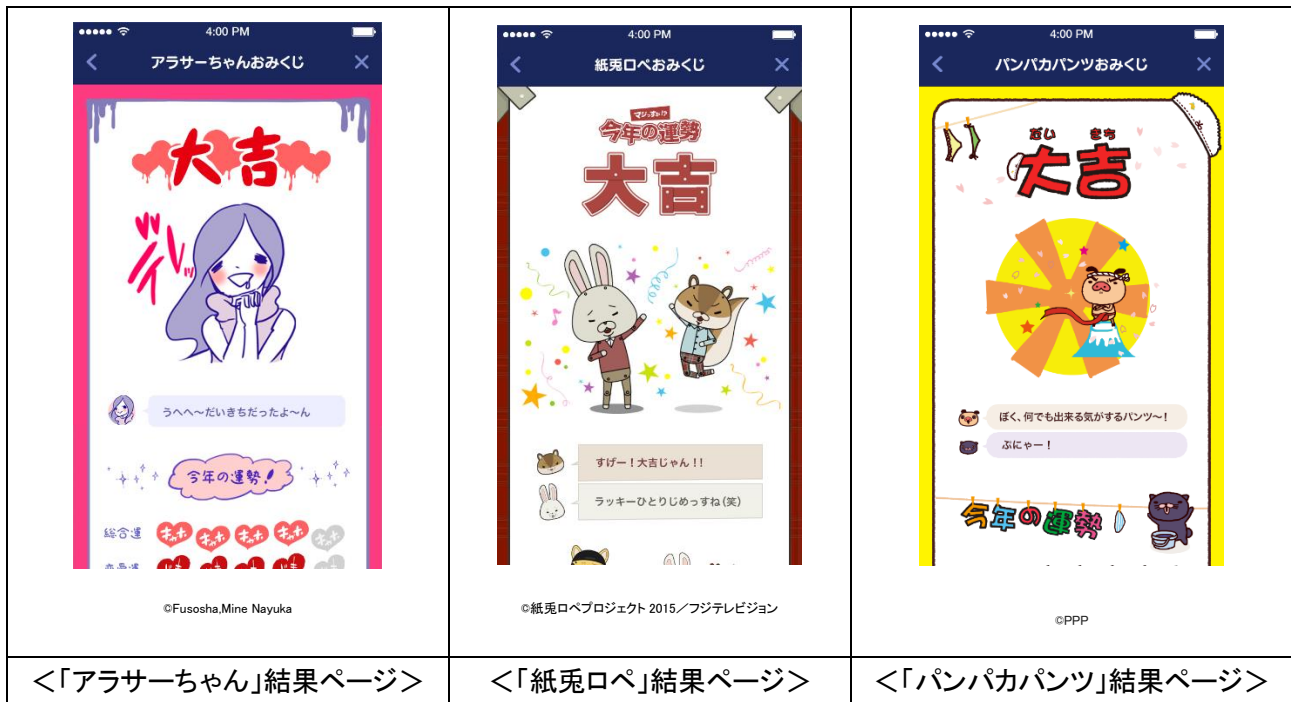 4:00 PM
アラサーちゃんおみくじ
大吉
うへへ～だいきちだったよ～ん
今年の運勢!
総合運
©Fusosha,Mine Nayuka
＜「アラサーちゃん」結果ページ＞
4:00 PM
紙兎ロペおみくじ
マジっすか!?
今年の運勢
大吉
すげー！大吉じゃん！！
ラッキーひとりじめっすね(笑)
©紙兎ロペプロジェクト 2015／フジテレビジョン
＜「紙兎ロペ」結果ページ＞
4:00 PM
パンパカパンツおみくじ
だい きち
大吉
ぼく、何でも出来る気がするパンツ～！
ぷにゃー！
今年の運勢
©PPP
＜「パンパカパンツ」結果ページ＞